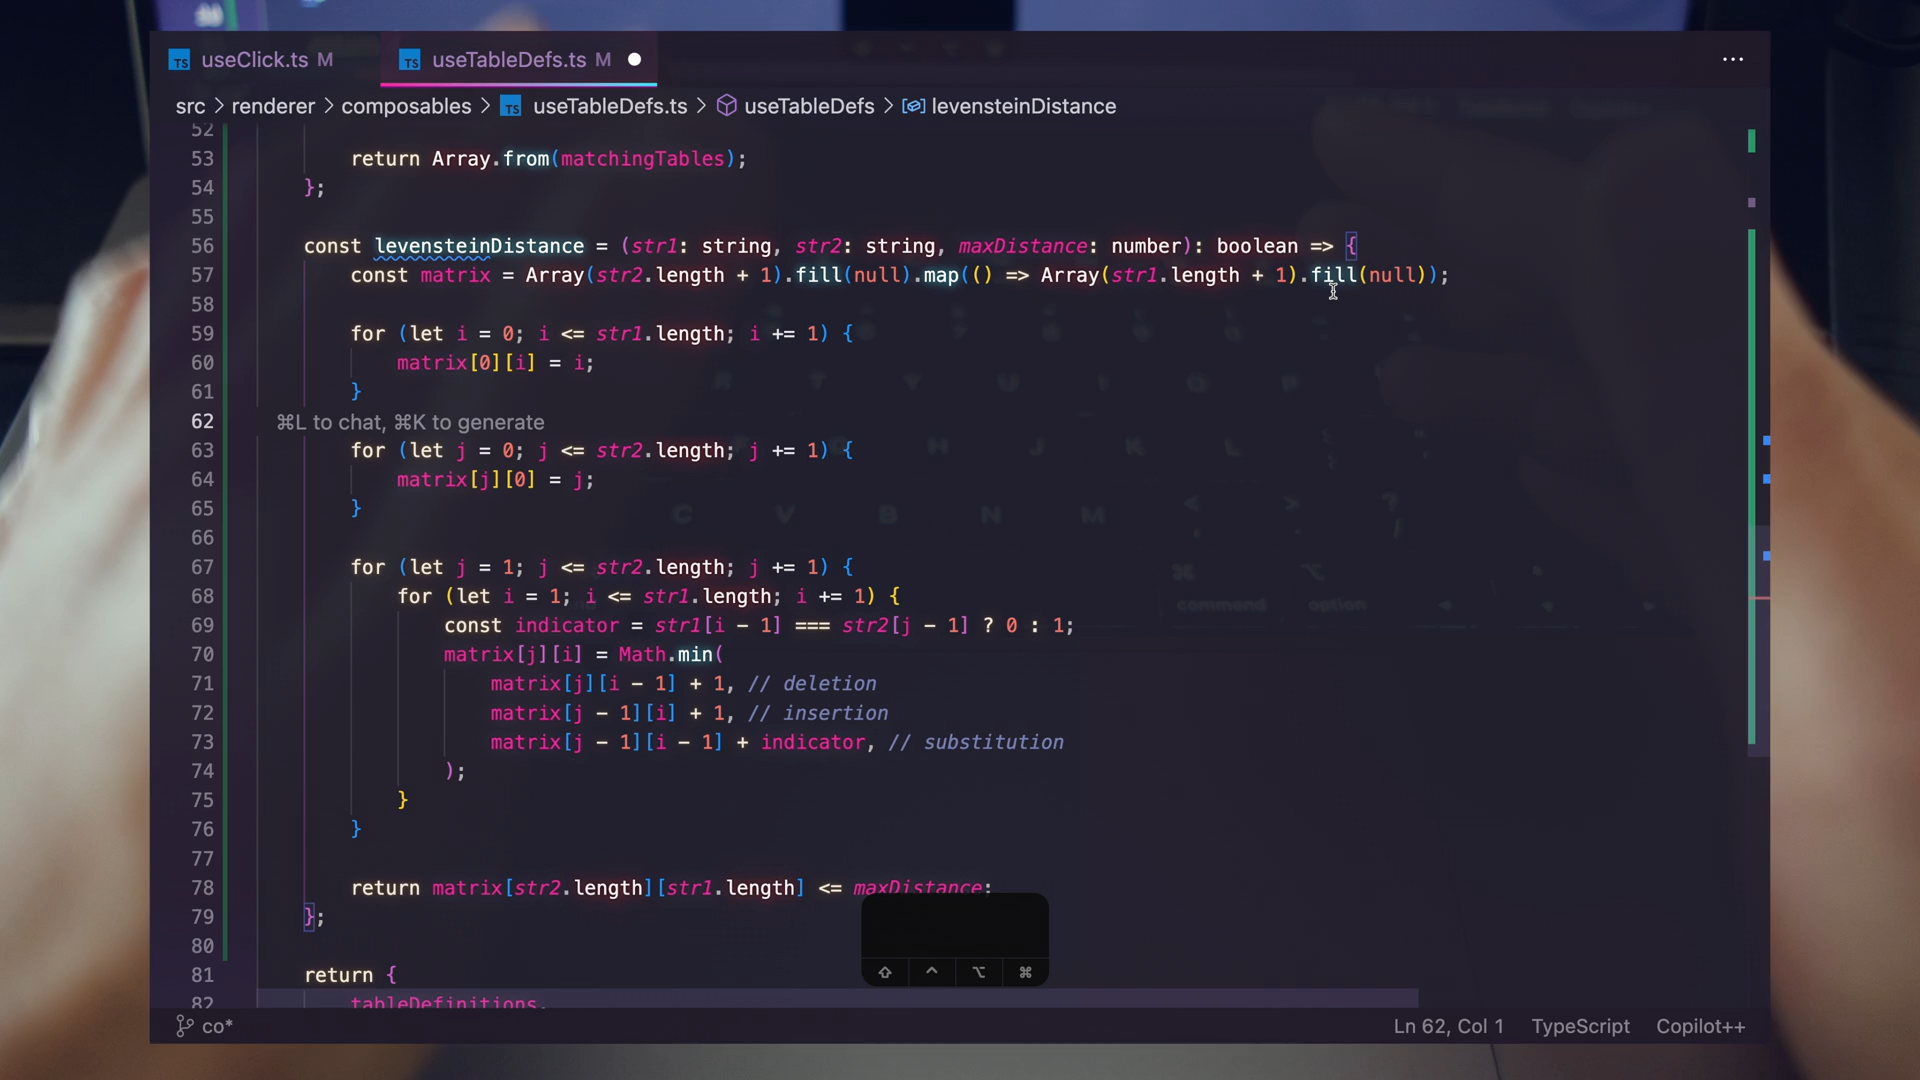 useClick.ts M
useTableDefs.ts M
src > renderer > composables > useTableDefs.ts > useTableDefs > levensteinDistance
52
53 return Array.from(matchingTables);
54 };
55
56 const levensteinDistance = (str1: string, str2: string, maxDistance: number): boolean => {
57 const matrix = Array(str2.length + 1).fill(null).map(() => Array(str1.length + 1).fill(null));
58
59 for (let i = 0; i <= str1.length; i += 1) {
60 matrix[0][i] = i;
61 }
62 ⌘L to chat, ⌘K to generate
63 for (let j = 0; j <= str2.length; j += 1) {
64 matrix[j][0] = j;
65 }
66
67 for (let j = 1; j <= str2.length; j += 1) {
68 for (let i = 1; i <= str1.length; i += 1) {
69 const indicator = str1[i - 1] === str2[j - 1] ? 0 : 1;
70 matrix[j][i] = Math.min(
71 matrix[j][i - 1] + 1, // deletion
72 matrix[j - 1][i] + 1, // insertion
73 matrix[j - 1][i - 1] + indicator, // substitution
74 );
75 }
76 }
77
78 return matrix[str2.length][str1.length] <= maxDistance;
79 };
80
81 return {
82 tableDefinitions,
co*
Ln 62, Col 1 TypeScript Copilot++